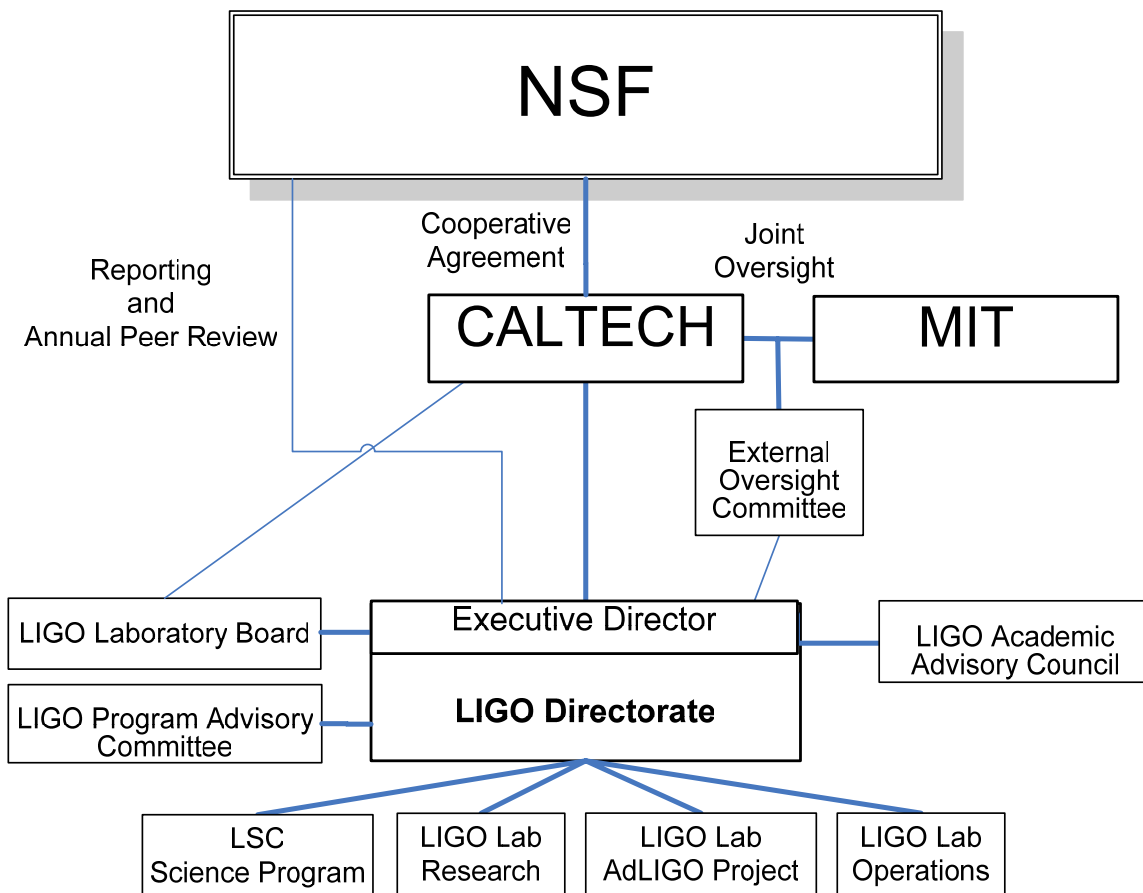 NSF
Cooperative
Agreement
Joint
Oversight
Reporting
and
Annual Peer Review
CALTECH
MIT
External
Oversight
Committee
LIGO Laboratory Board
Executive Director
LIGO Academic
Advisory Council
LIGO Program Advisory
Committee
LIGO Directorate
LSC
Science Program
LIGO Lab
Research
LIGO Lab
AdLIGO Project
LIGO Lab
Operations